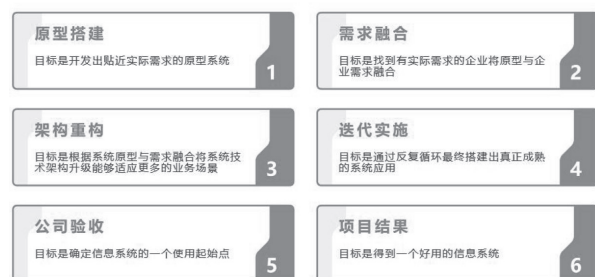 原型搭建
目标是开发出贴近实际需求的原型系统
1
需求融合
目标是找到有实际需求的企业将原型与企
业需求融合
2
架构重构
目标是根据系统原型与需求融合将系统技
术架构升级能够适应更多的业务场景
3
迭代实施
目标是通过反复循环最终搭建出真正成熟
的系统应用
4
公司验收
目标是确定信息系统的一个使用起始点
5
项目结果
目标是得到一个好用的信息系统
6